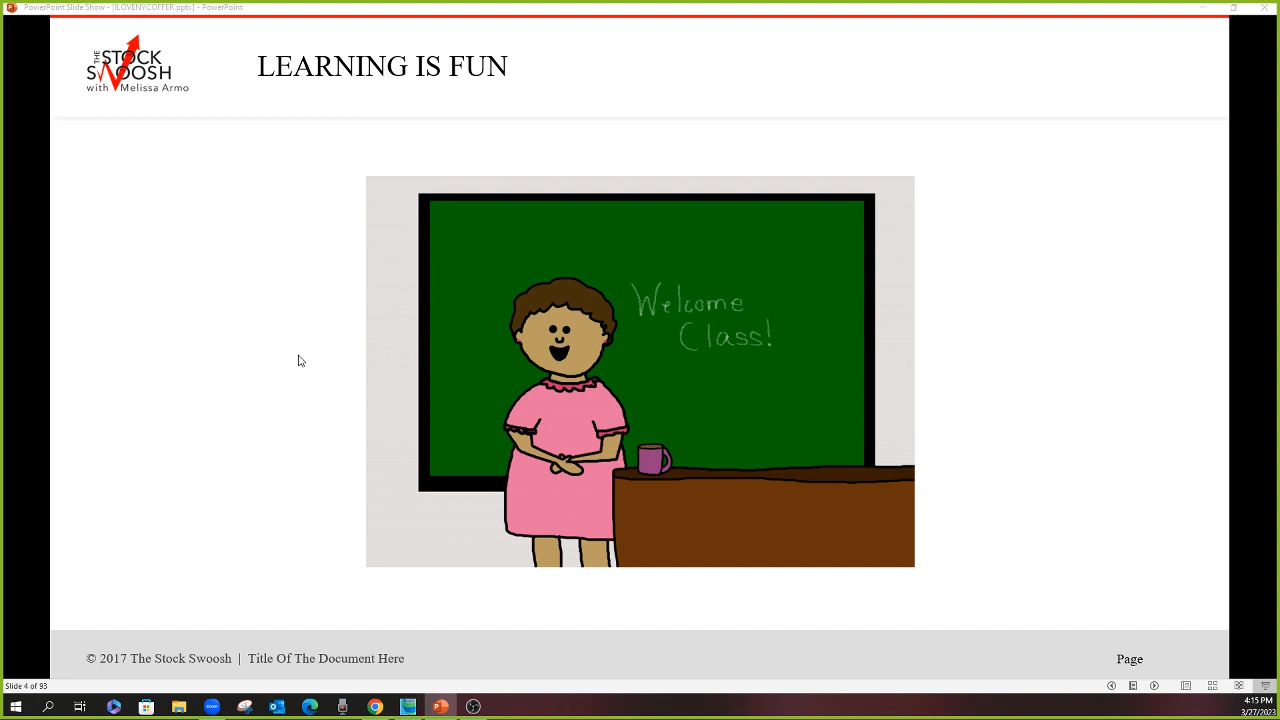 PowerPoint Slide Show - [ILOVENYCOFFER.pptx] - PowerPoint
THE STOCK
SWOOSH
with Melissa Armo
LEARNING IS FUN
Welcome
Class!
© 2017 The Stock Swoosh | Title Of The Document Here
Page
Slide 4 of 93
zoom
4:15 PM
3/27/2023